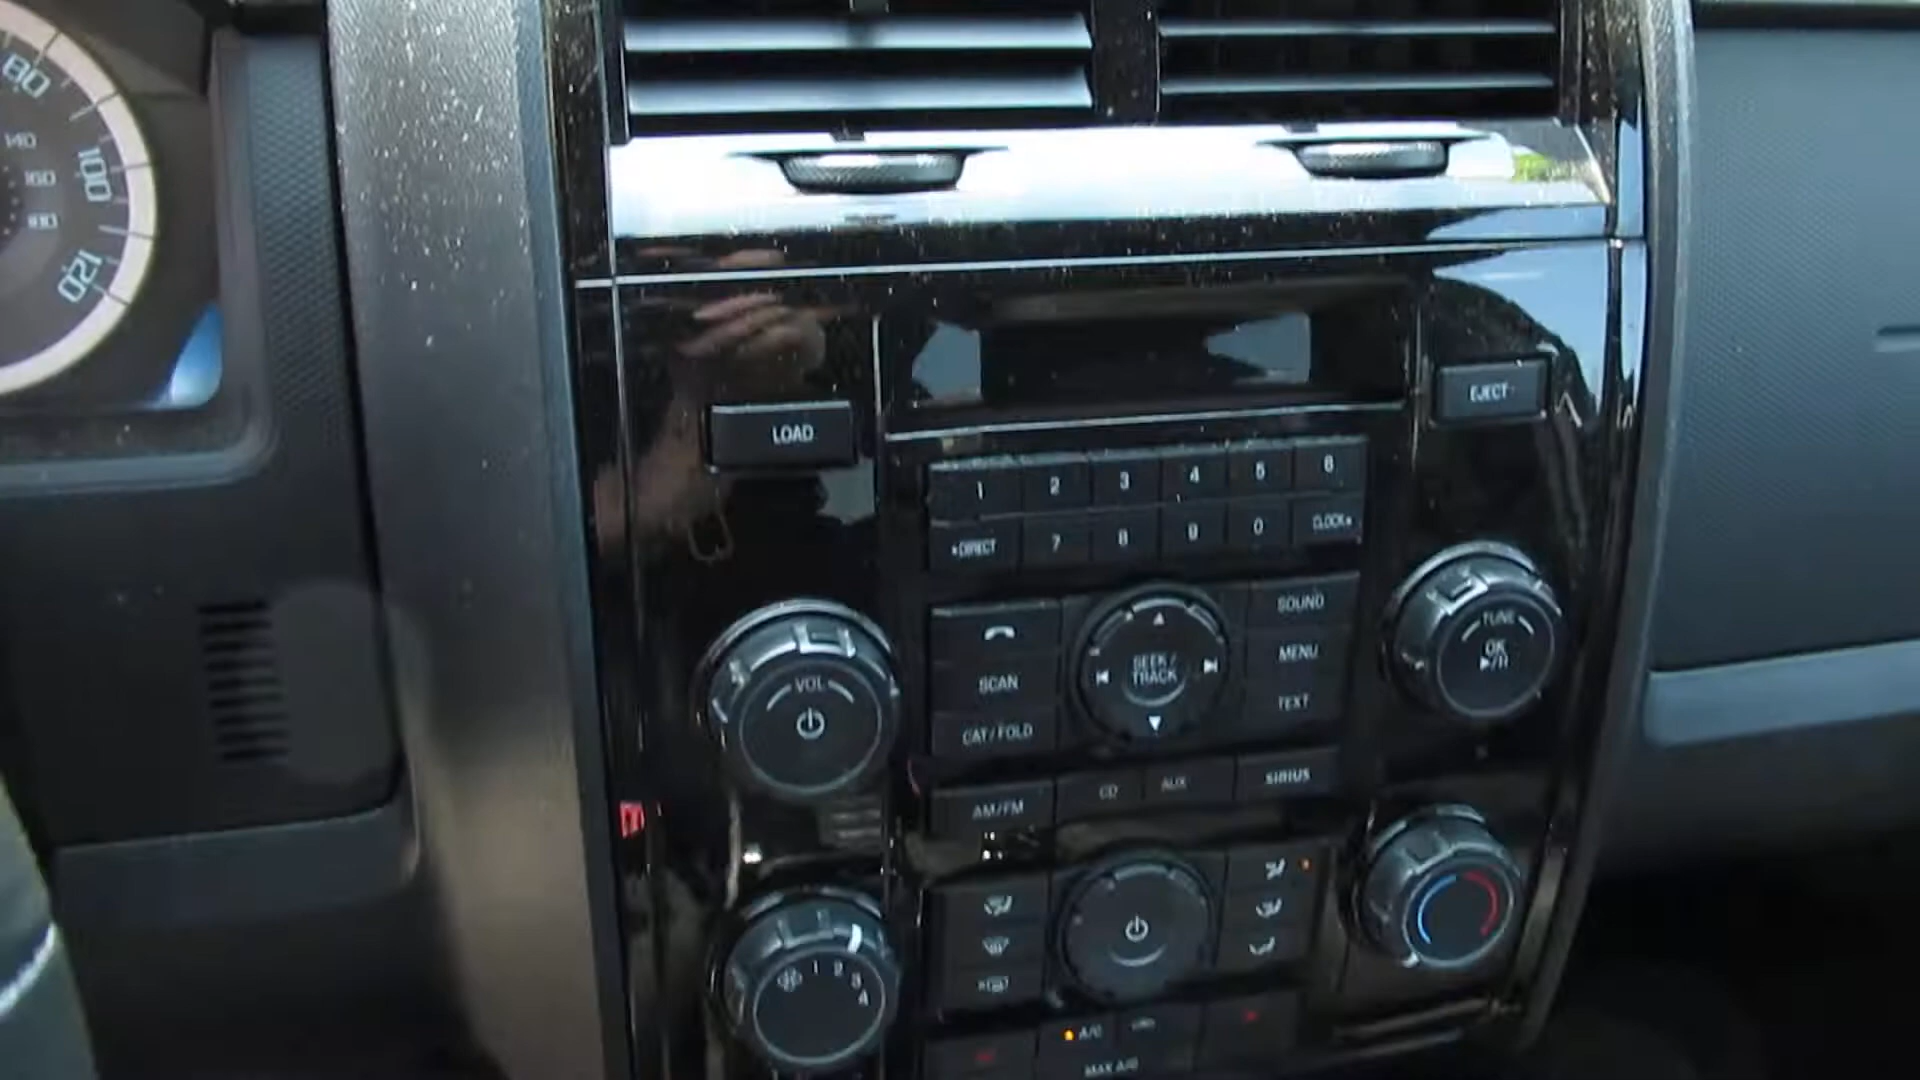 80
100
120
140
160
180
LOAD
EJECT
1 2 3 4 5 6
•DIRECT 7 8 9 0 CLOCK•
SOUND
SCAN
SEEK/
TRACK
MENU
CAT/FOLD
TEXT
VOL
TUNE
OK
AM/FM CD AUX SIRIUS
1 2 3 4
A/C
MAX A/C